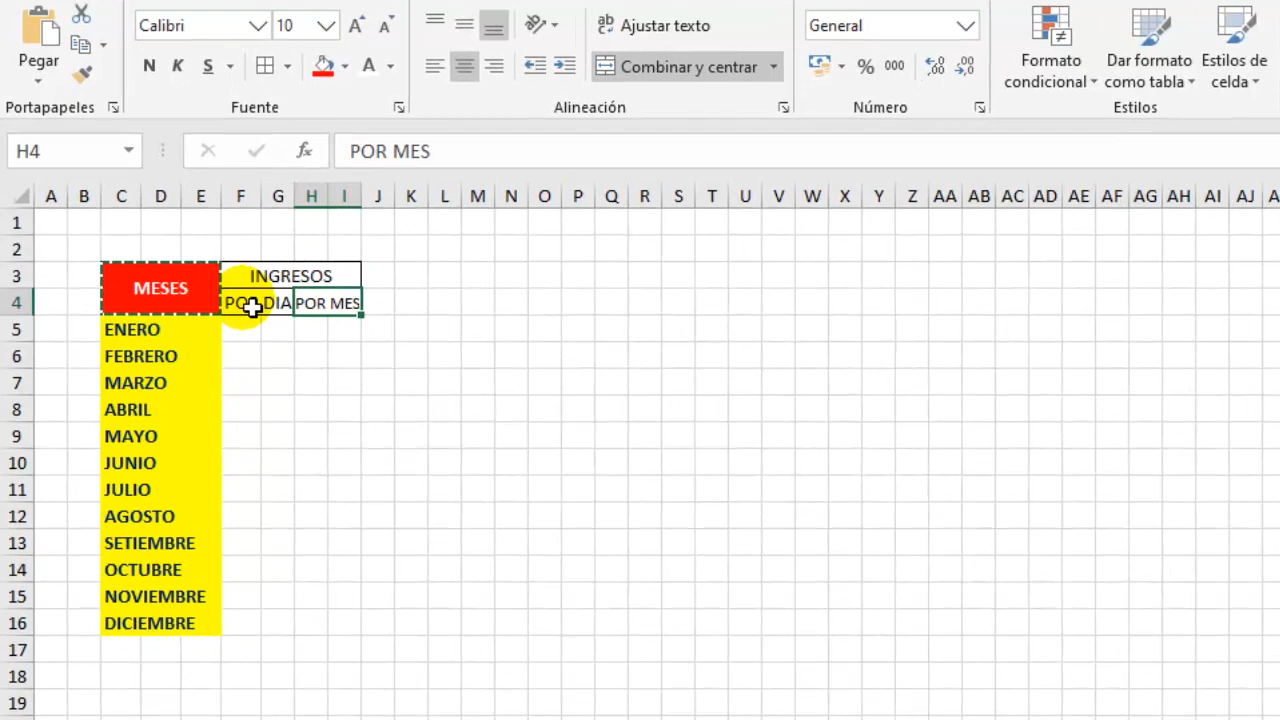 Calibri 10 Ajustar texto General
Pegar N K S A Combinar y centrar % 000 Formato condicional Dar formato como tabla Estilos de celda
Portapapeles Fuente Alineación Número Estilos
H4 fx POR MES
A B C D E F G H I J K L M N O P Q R S T U V W X Y Z AA AB AC AD AE AF AG AH AI AJ
1
2
3 MESES INGRESOS
4 POR DIA POR MES
5 ENERO
6 FEBRERO
7 MARZO
8 ABRIL
9 MAYO
10 JUNIO
11 JULIO
12 AGOSTO
13 SETIEMBRE
14 OCTUBRE
15 NOVIEMBRE
16 DICIEMBRE
17
18
19